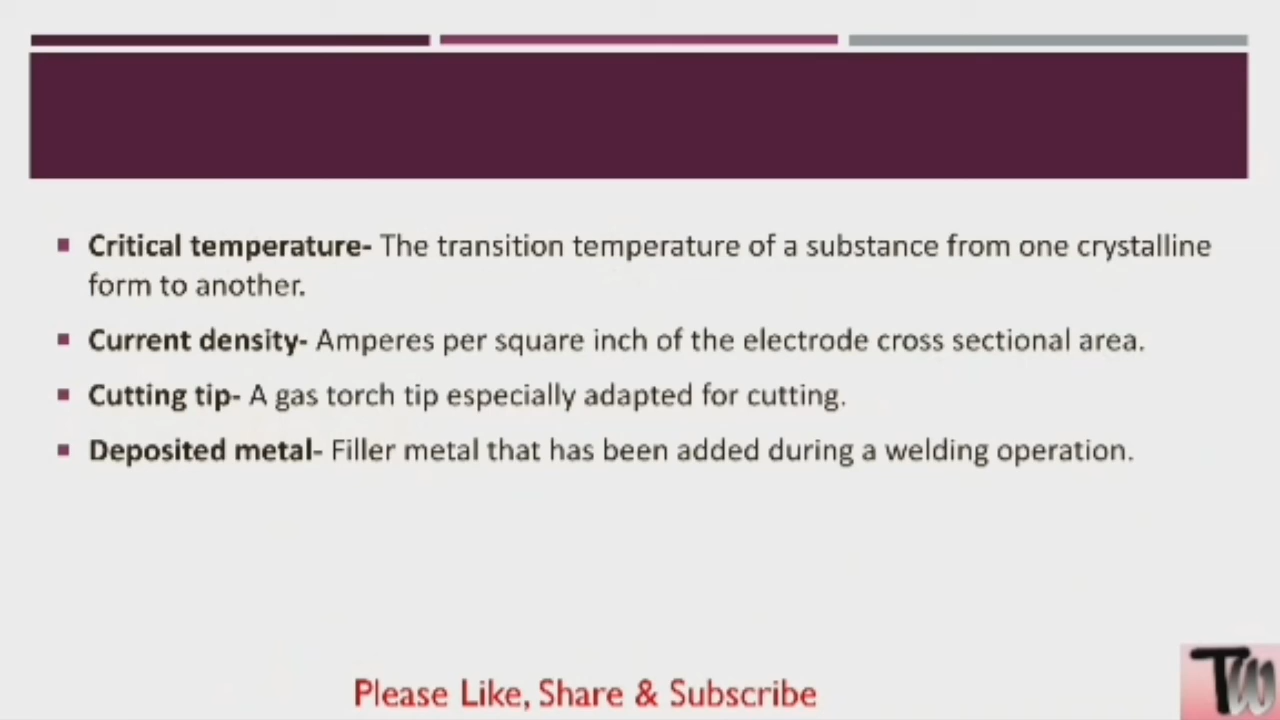 Critical temperature- The transition temperature of a substance from one crystalline
form to another.
Current density- Amperes per square inch of the electrode cross sectional area.
Cutting tip- A gas torch tip especially adapted for cutting.
Deposited metal- Filler metal that has been added during a welding operation.
Please Like, Share & Subscribe
TW